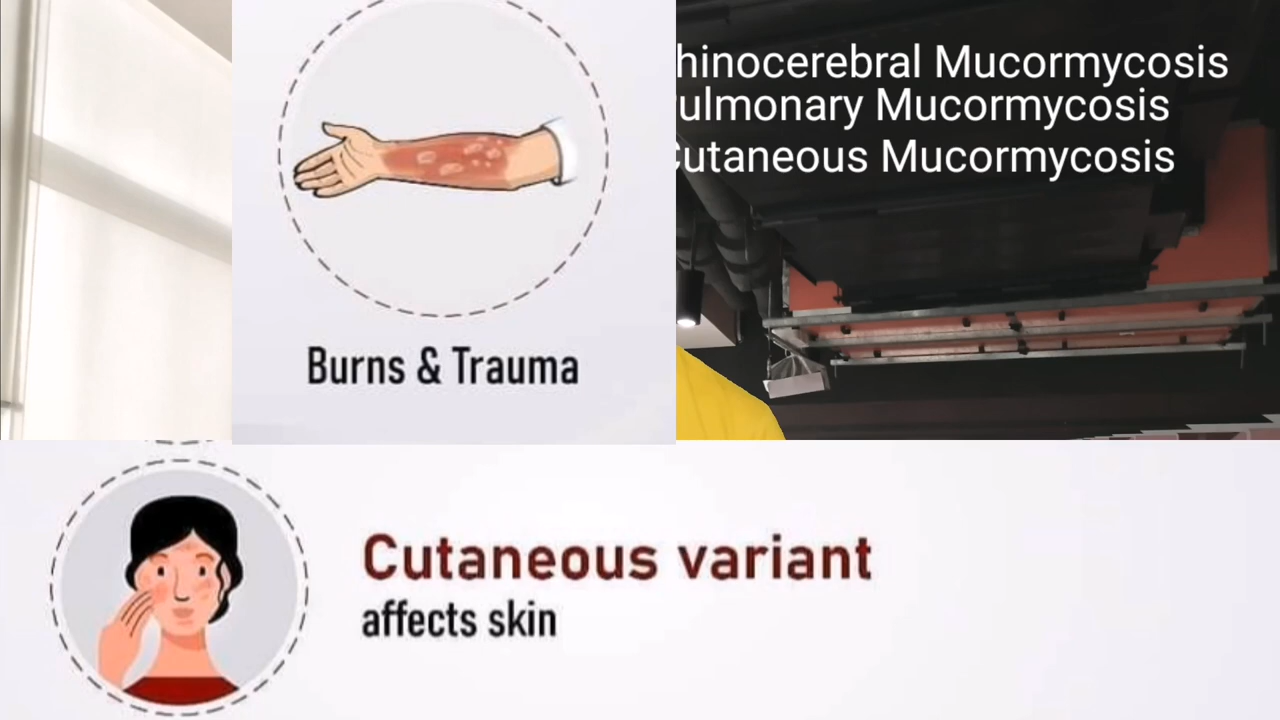 hinocerebral Mucormycosis
ulmonary Mucormycosis
Cutaneous Mucormycosis
Burns & Trauma
Cutaneous variant
affects skin